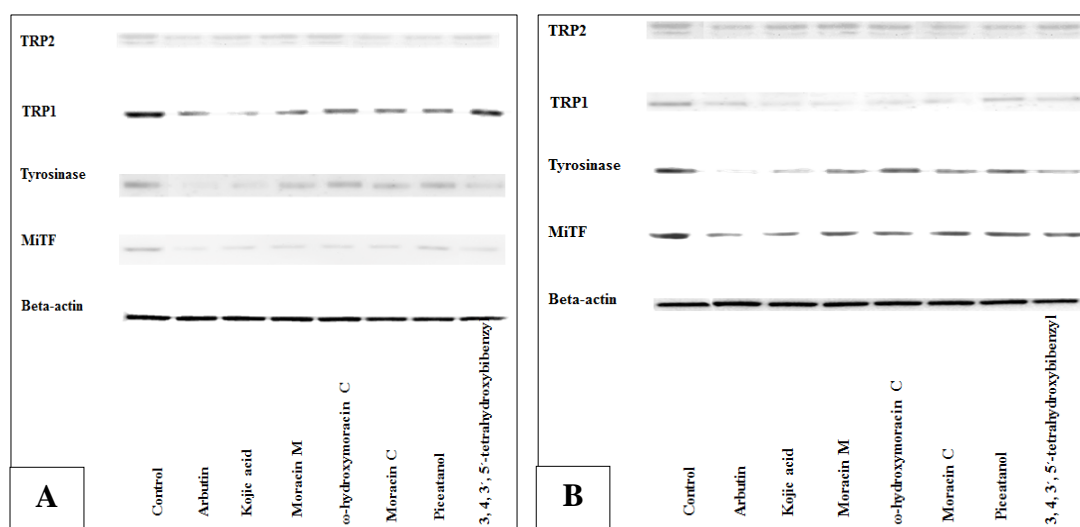 TRP2
TRP1
Tyrosinase
MiTF
Beta-actin
Control
Arbutin
Kojic acid
Moracin M
ω-hydroxymoracin C
Moracin C
Piceatanol
3, 4, 3´, 5´-tetrahydroxybibenzy
A
TRP2
TRP1
Tyrosinase
MiTF
Beta-actin
Control
Arbutin
Kojic acid
Moracin M
ω-hydroxymoracin C
Moracin C
Piceatanol
3, 4, 3´, 5´-tetrahydroxybibenzyl
B